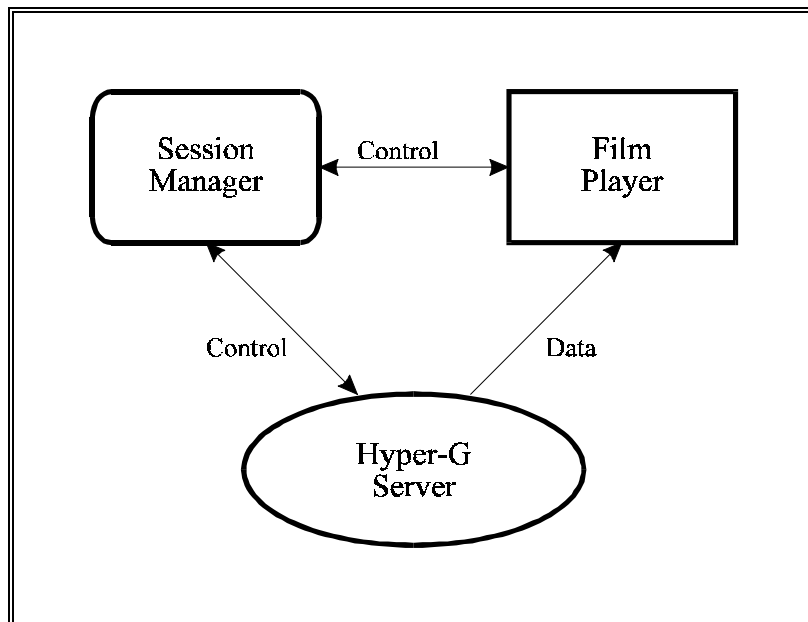 Session
Manager
Control
Film
Player
Control
Data
Hyper-G
Server